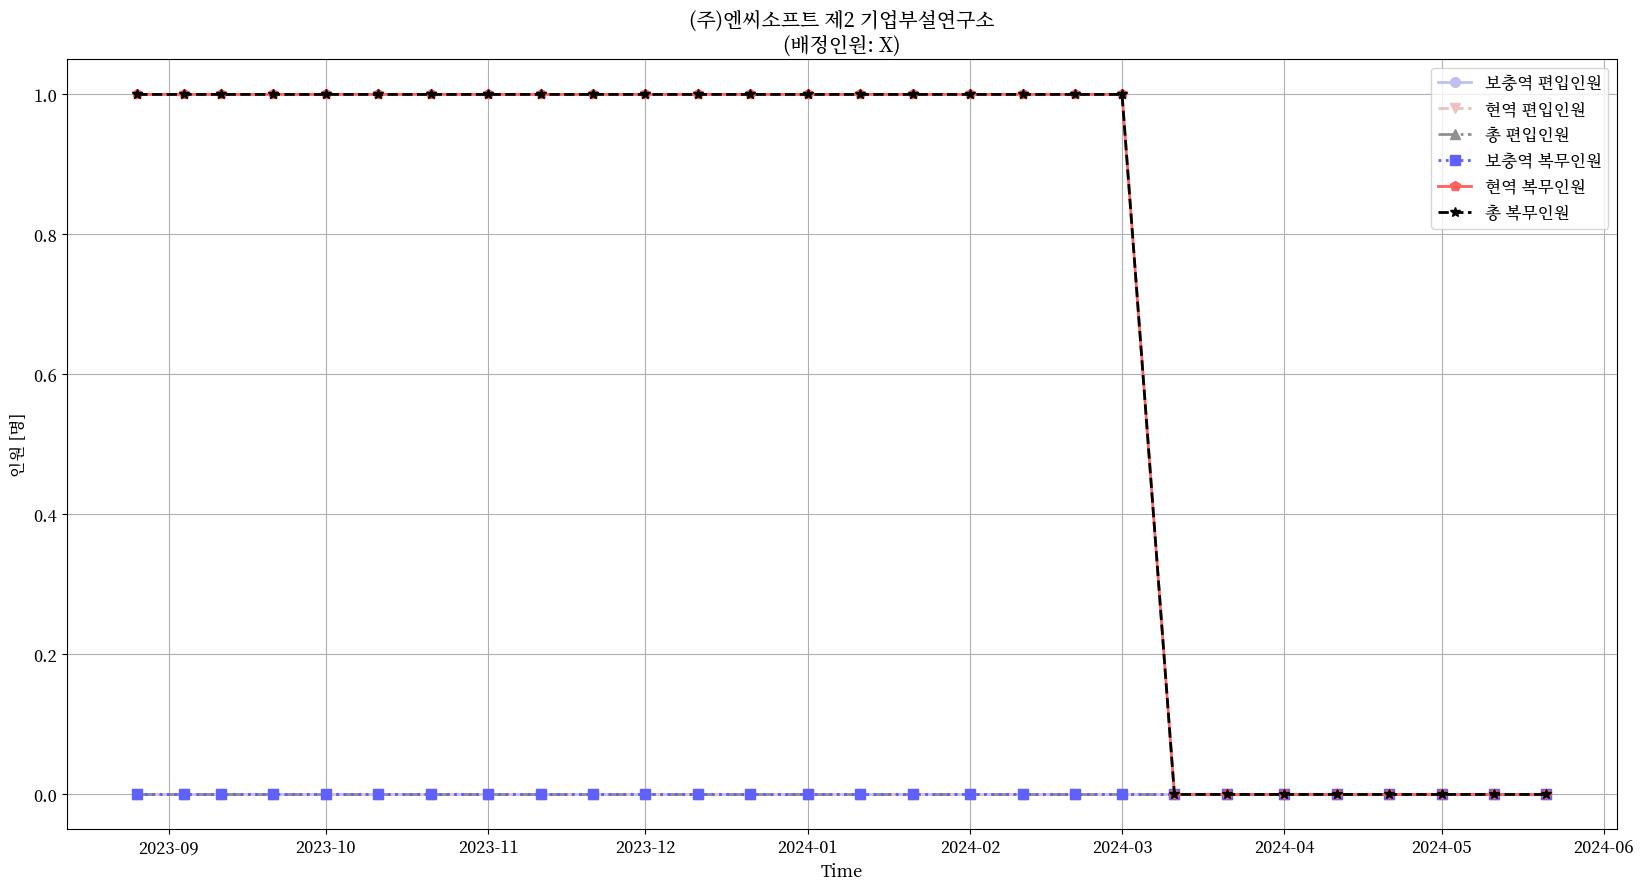 (주)엔씨소프트 제2 기업부설연구소
(배정인원: X)
보충역 편입인원
현역 편입인원
총 편입인원
보충역 복무인원
현역 복무인원
총 복무인원
인원 [명]
1.0
0.8
0.6
0.4
0.2
0.0
2023-09
2023-10
2023-11
2023-12
2024-01
2024-02
2024-03
2024-04
2024-05
2024-06
Time